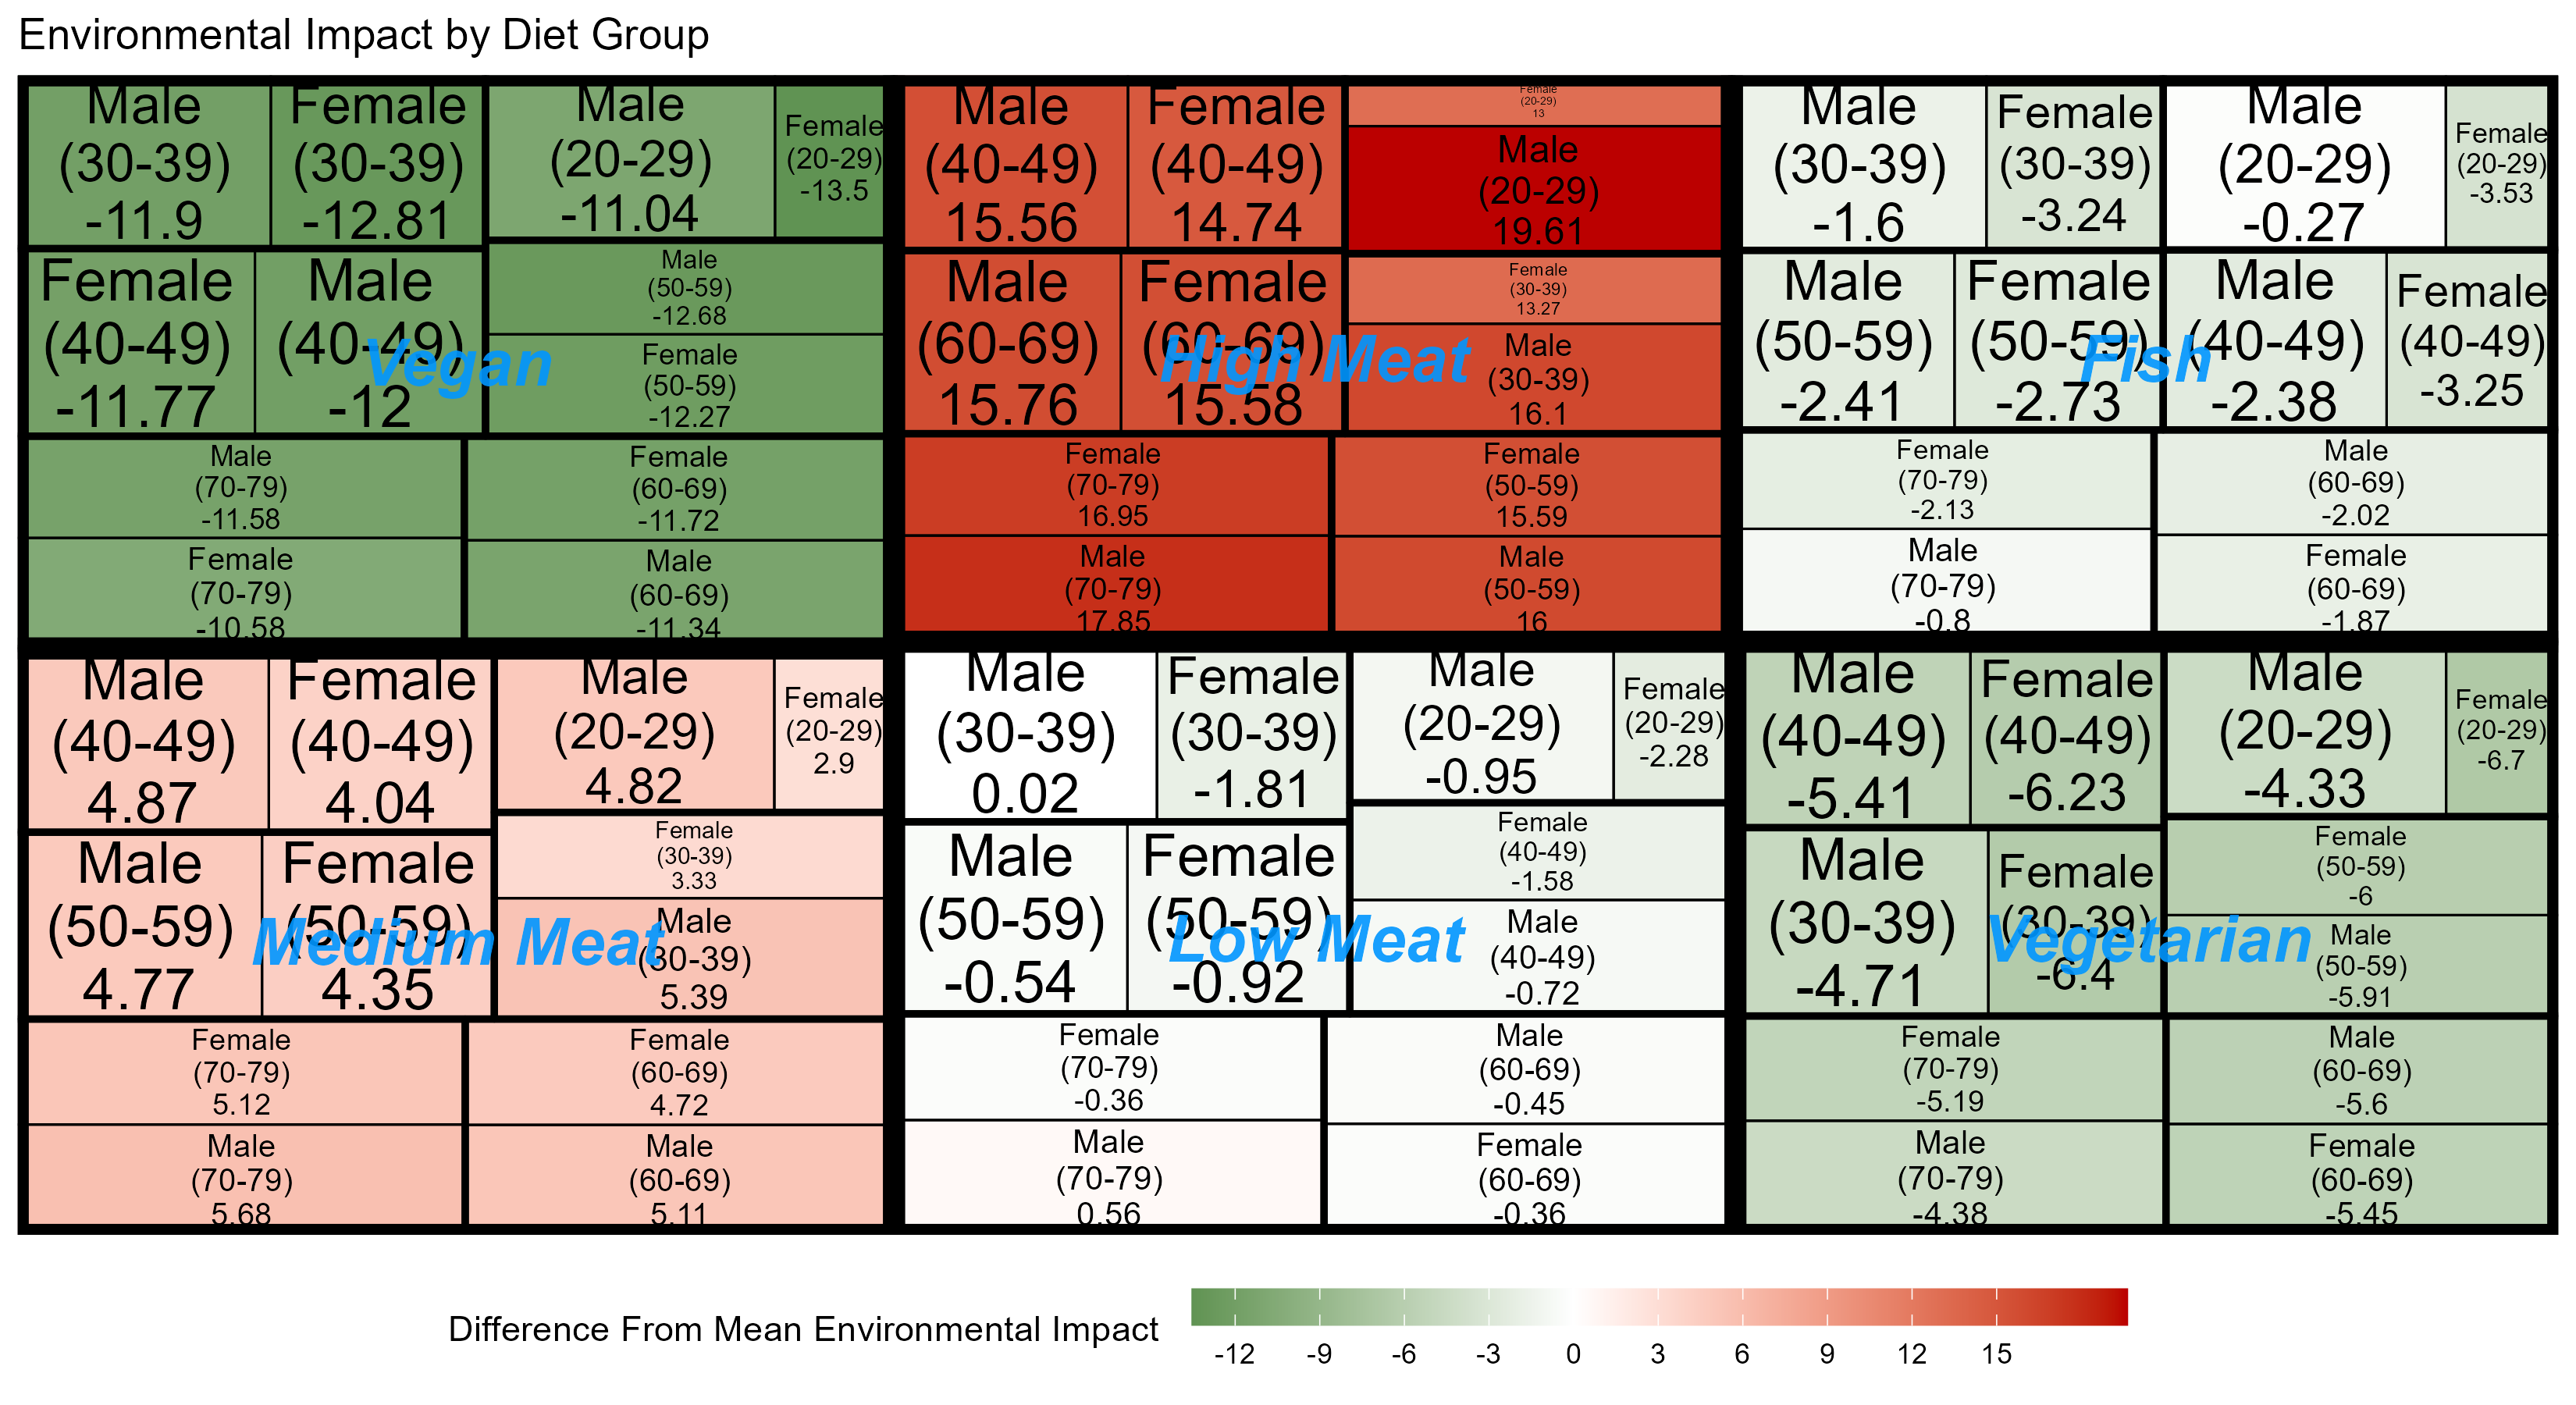 Environmental Impact by Diet Group
Male
(30-39)
-11.9
Female
(30-39)
-12.81
Male
(20-29)
-11.04
Female
(20-29)
-13.5
Female
(40-49)
-11.77
Male
(40-49)
-12
Male
(50-59)
-12.68
Female
(50-59)
-12.27
Vegan
Male
(70-79)
-11.58
Female
(70-79)
-10.58
Female
(60-69)
-11.72
Male
(60-69)
-11.34
Male
(40-49)
15.56
Female
(40-49)
14.74
Female
(20-29)
13
Male
(20-29)
19.61
Male
(60-69)
15.76
Female
(60-69)
15.58
Female
(30-39)
13.27
Male
(30-39)
16.1
High Meat
Female
(70-79)
16.95
Male
(70-79)
17.85
Female
(50-59)
15.59
Male
(50-59)
16
Male
(30-39)
-1.6
Female
(30-39)
-3.24
Male
(20-29)
-0.27
Female
(20-29)
-3.53
Male
(50-59)
-2.41
Female
(50-59)
-2.73
Male
(40-49)
-2.38
Female
(40-49)
-3.25
Fish
Female
(70-79)
-2.13
Male
(70-79)
-0.8
Male
(60-69)
-2.02
Female
(60-69)
-1.87
Male
(40-49)
4.87
Female
(40-49)
4.04
Male
(20-29)
4.82
Female
(20-29)
2.9
Male
(50-59)
4.77
Female
(50-59)
4.35
Female
(30-39)
3.33
Male
(30-39)
5.39
Medium Meat
Female
(70-79)
5.12
Male
(70-79)
5.68
Female
(60-69)
4.72
Male
(60-69)
5.11
Male
(30-39)
0.02
Female
(30-39)
-1.81
Male
(20-29)
-0.95
Female
(20-29)
-2.28
Male
(50-59)
-0.54
Female
(50-59)
-0.92
Female
(40-49)
-1.58
Male
(40-49)
-0.72
Low Meat
Female
(70-79)
-0.36
Male
(70-79)
0.56
Male
(60-69)
-0.45
Female
(60-69)
-0.36
Male
(40-49)
-5.41
Female
(40-49)
-6.23
Male
(20-29)
-4.33
Female
(20-29)
-6.7
Male
(30-39)
-4.71
Female
(30-39)
-6.4
Female
(50-59)
-6
Male
(50-59)
-5.91
Vegetarian
Female
(70-79)
-5.19
Male
(70-79)
-4.38
Male
(60-69)
-5.6
Female
(60-69)
-5.45
Difference From Mean Environmental Impact
-12 -9 -6 -3 0 3 6 9 12 15